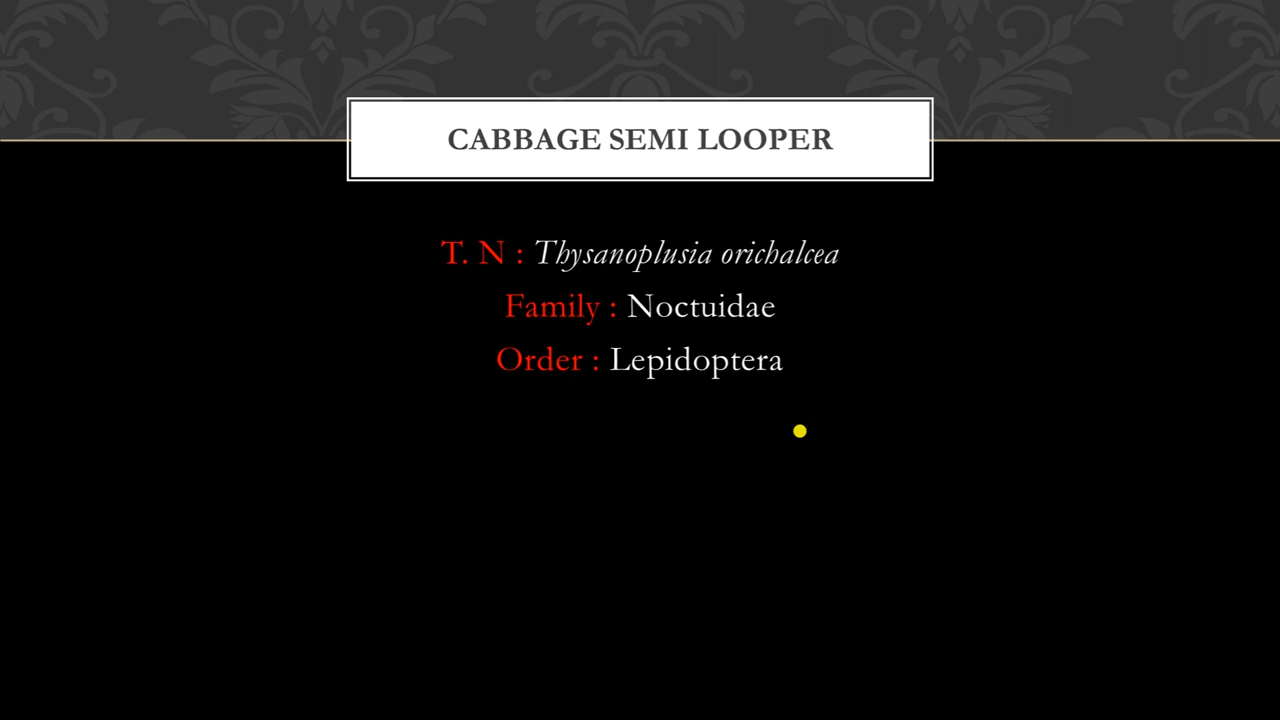 CABBAGE SEMI LOOPER
T. N : Thysanoplusia orichalcea
Family : Noctuidae
Order : Lepidoptera